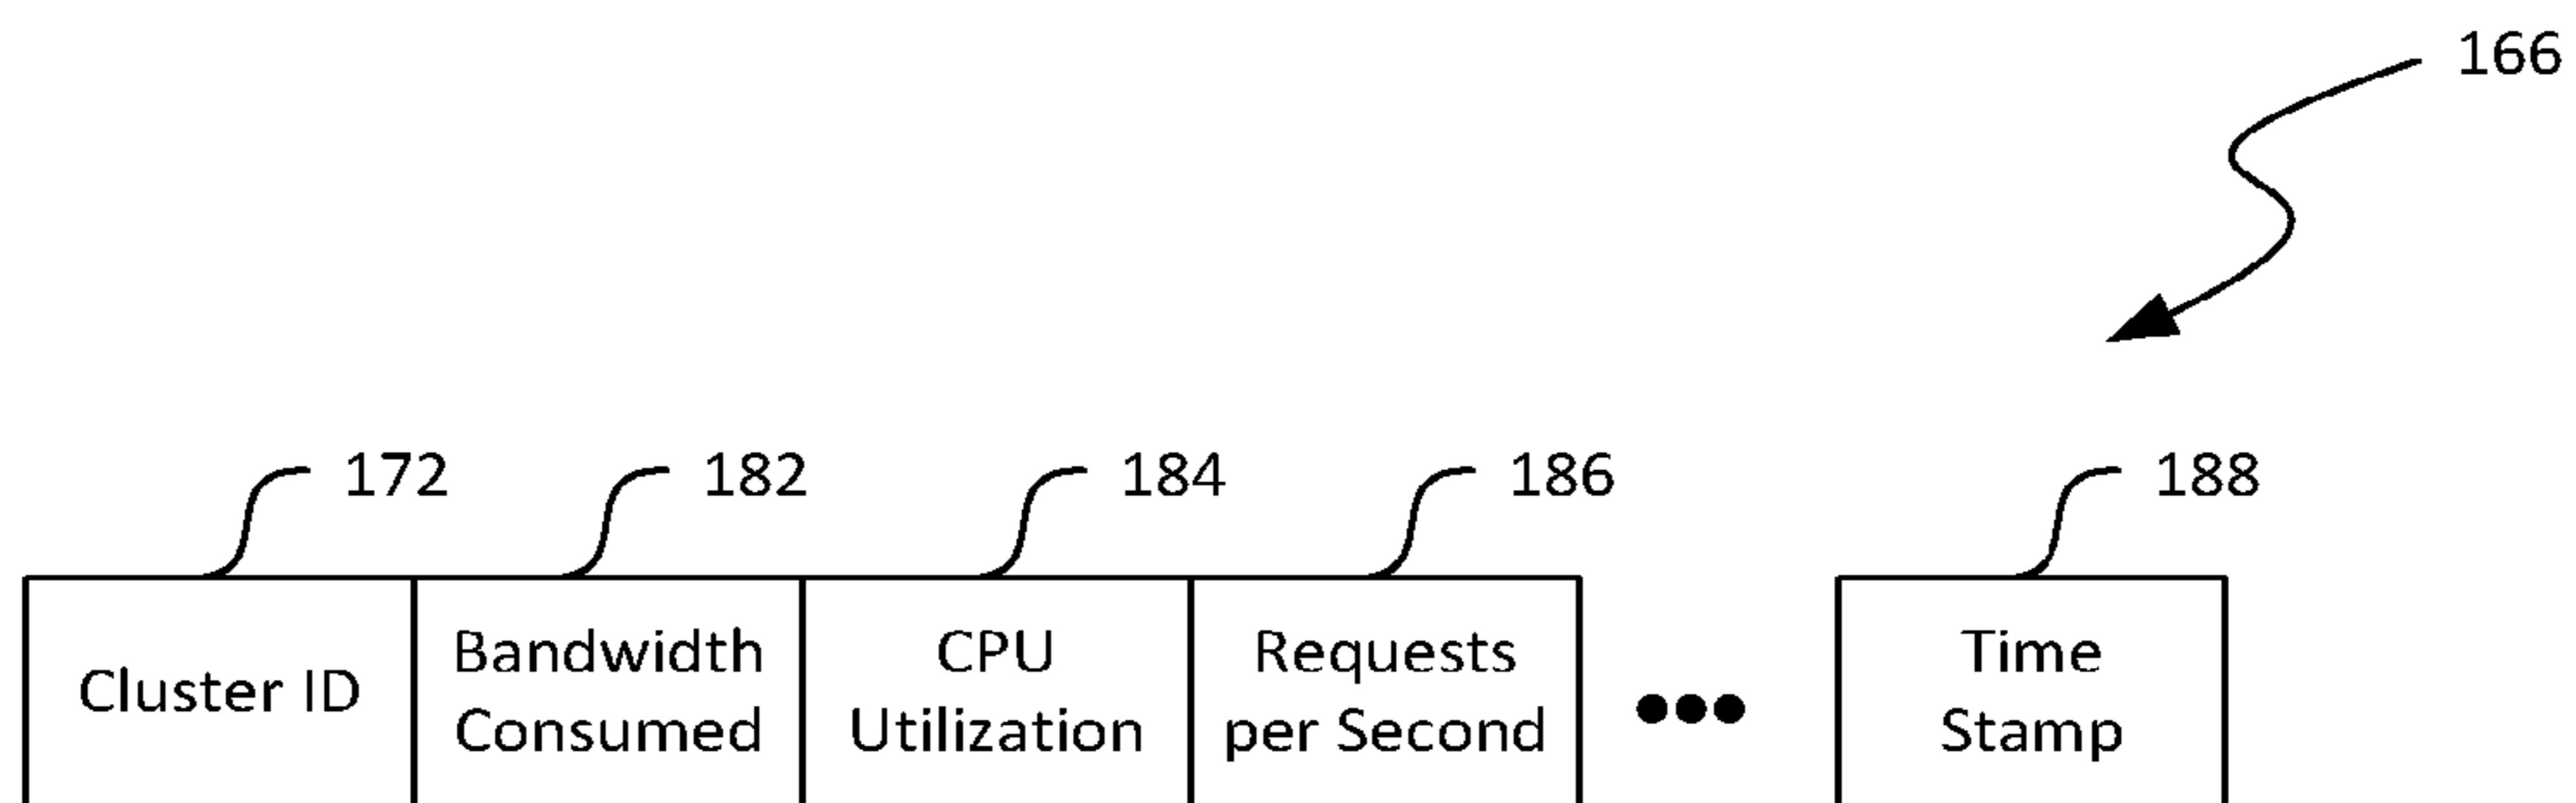 166
172
182
184
186
188
Cluster ID
Bandwidth
Consumed
CPU
Utilization
Requests
per Second
Time
Stamp